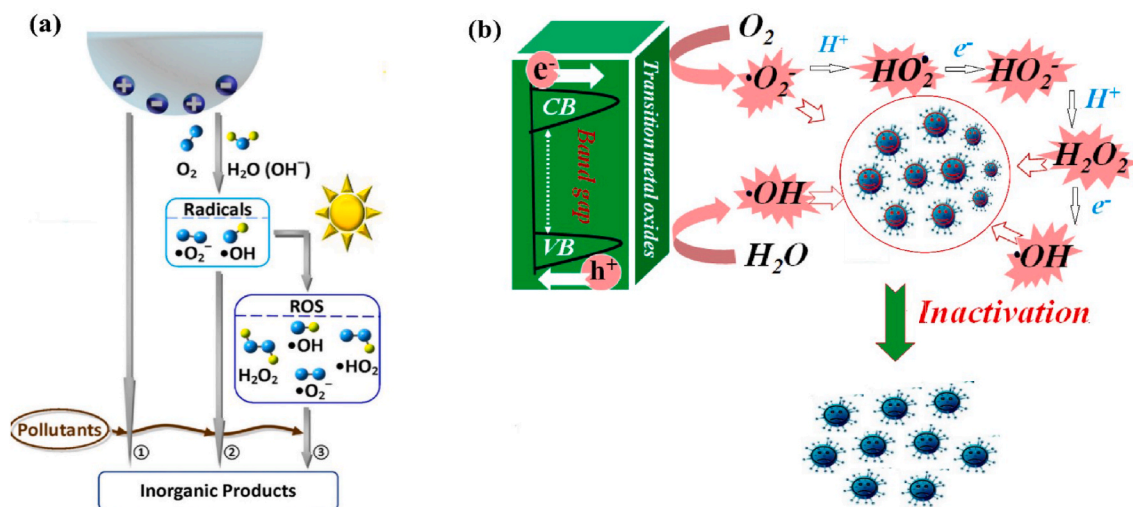 (a)
+
-
+
-
O₂
H₂O (OH⁻)
Radicals
•O₂⁻
•OH
ROS
H₂O₂
•OH
•HO₂
•O₂⁻
Pollutants
①
②
③
Inorganic Products
(b)
e⁻
CB
Band gap
VB
h⁺
Transition metal oxides
O₂
·O₂⁻
H⁺
HO₂•
e⁻
HO₂⁻
H⁺
H₂O₂
e⁻
·OH
·OH
H₂O
Inactivation